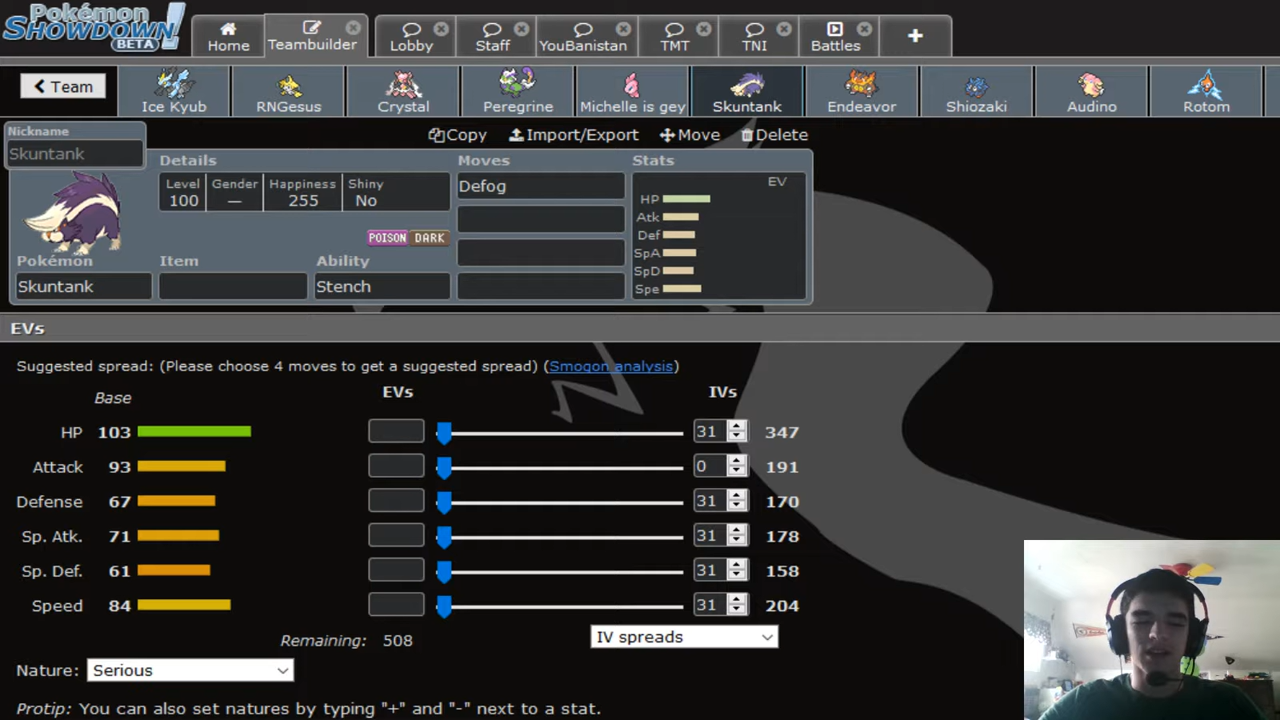 Pokémon
SHOWDOWN!
BETA
Home
Teambuilder
Lobby
Staff
YouBanistan
TMT
TNI
Battles
+
Team
Ice Kyub
RNGesus
Crystal
Peregrine
Michelle is gey
Skuntank
Endeavor
Shiozaki
Audino
Rotom
Copy
Import/Export
Move
Delete
Nickname
Skuntank
Details
Level
100
Gender
—
Happiness
255
Shiny
No
POISON DARK
Pokémon
Skuntank
Item
Ability
Stench
Moves
Defog
Stats
EV
HP
Atk
Def
SpA
SpD
Spe
EVs
Suggested spread: (Please choose 4 moves to get a suggested spread) (Smogon analysis)
Base EVs IVs
HP 103 31 347
Attack 93 0 191
Defense 67 31 170
Sp. Atk. 71 31 178
Sp. Def. 61 31 158
Speed 84 31 204
Remaining: 508
IV spreads
Nature: Serious
Protip: You can also set natures by typing "+" and "-" next to a stat.